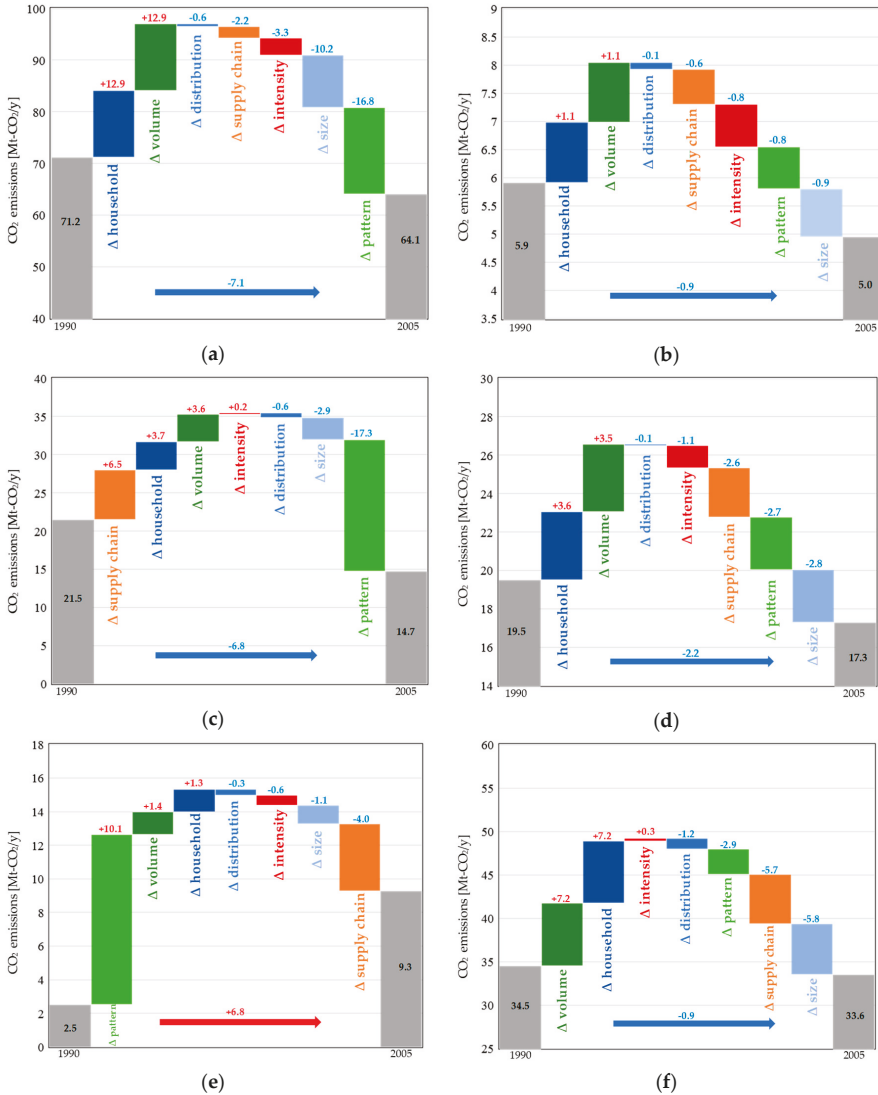 CO₂ emissions [Mt-CO₂/y]
100
90
80
70
60
50
40
71.2
+12.9
Δ household
+12.9
Δ volume
-0.6
Δ distribution
-2.2
Δ supply chain
-3.3
Δ intensity
-10.2
Δ size
-16.8
Δ pattern
64.1
-7.1
1990
2005
(a)
CO₂ emissions [Mt-CO₂/y]
9
8.5
8
7.5
7
6.5
6
5.5
5
4.5
4
3.5
5.9
+1.1
Δ household
+1.1
Δ volume
-0.1
Δ distribution
-0.6
Δ supply chain
-0.8
Δ intensity
-0.8
Δ pattern
-0.9
Δ size
5.0
-0.9
1990
2005
(b)
CO₂ emissions [Mt-CO₂/y]
40
35
30
25
20
15
10
5
0
21.5
+6.5
Δ supply chain
+3.7
Δ household
+3.6
Δ volume
+0.2
Δ intensity
-0.6
Δ distribution
-2.9
Δ size
-17.3
Δ pattern
14.7
-6.8
1990
2005
(c)
CO₂ emissions [Mt-CO₂/y]
30
28
26
24
22
20
18
16
14
19.5
+3.6
Δ household
+3.5
Δ volume
-0.1
Δ distribution
-1.1
Δ intensity
-2.6
Δ supply chain
-2.7
Δ pattern
-2.8
Δ size
17.3
-2.2
1990
2005
(d)
CO₂ emissions [Mt-CO₂/y]
18
16
14
12
10
8
6
4
2
0
2.5
+10.1
Δ pattern
+1.4
Δ volume
+1.3
Δ household
-0.3
Δ distribution
-0.6
Δ intensity
-1.1
Δ size
-4.0
Δ supply chain
9.3
+6.8
1990
2005
(e)
CO₂ emissions [Mt-CO₂/y]
60
55
50
45
40
35
30
25
34.5
+7.2
Δ volume
+7.2
Δ household
+0.3
Δ intensity
-1.2
Δ distribution
-2.9
Δ pattern
-5.7
Δ supply chain
-5.8
Δ size
33.6
-0.9
1990
2005
(f)